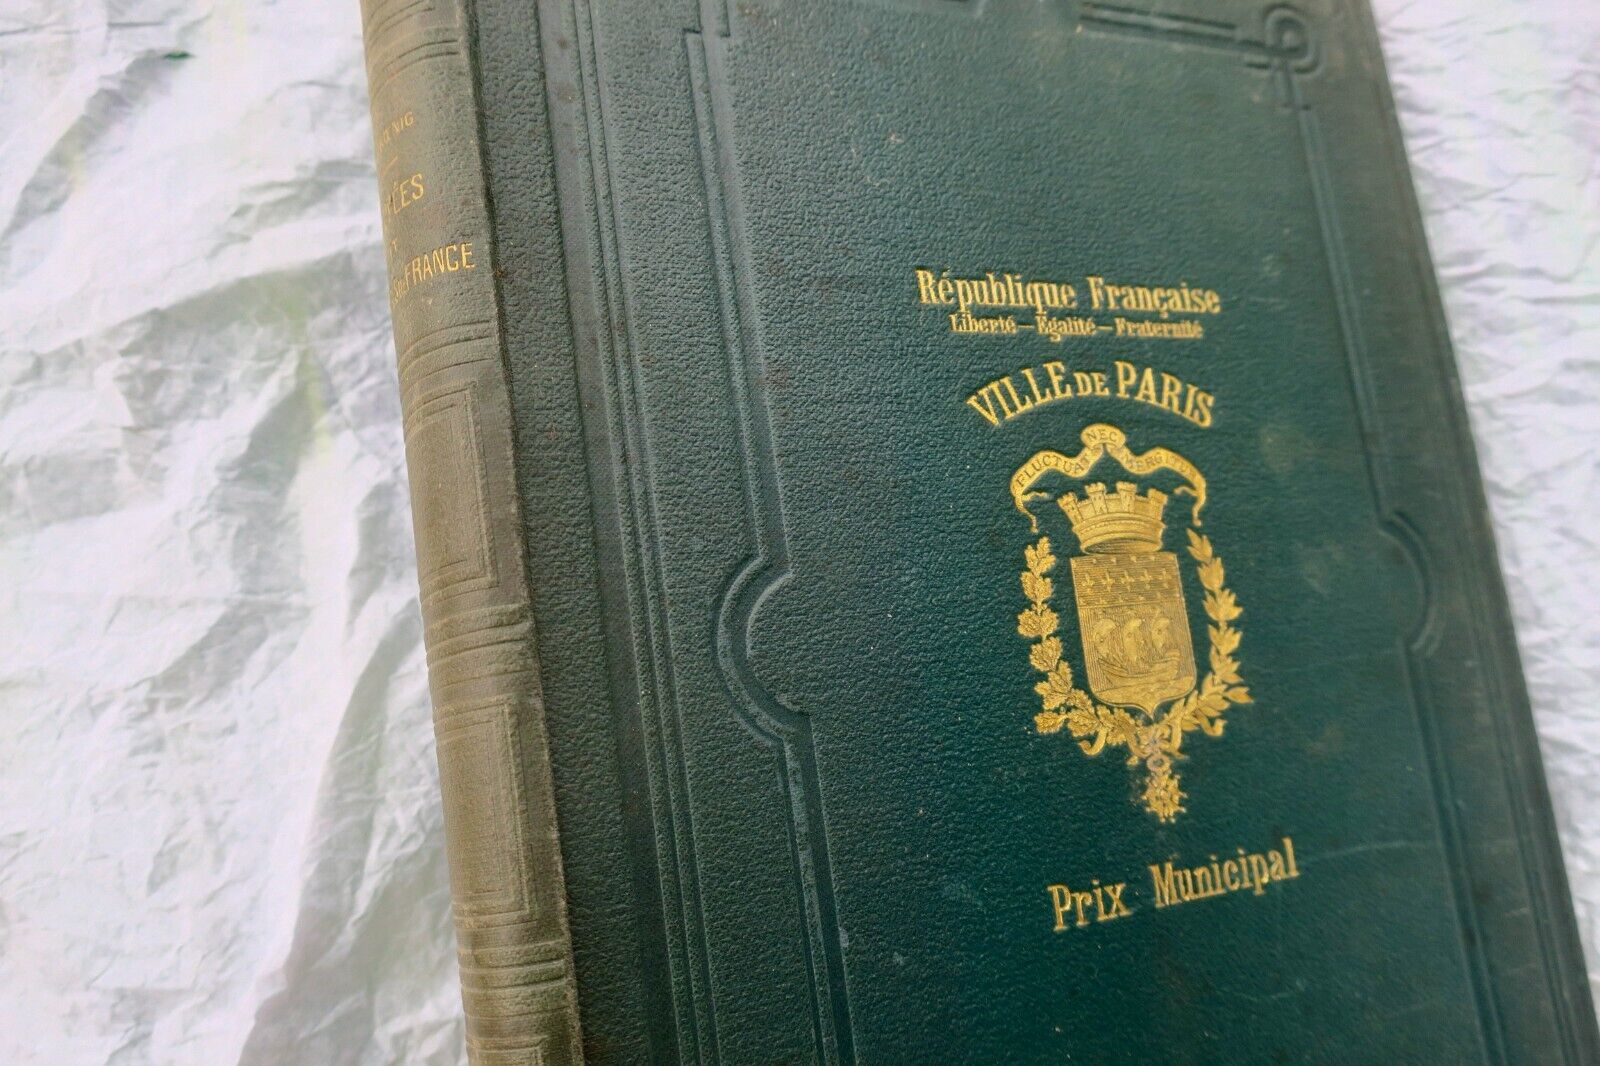 FRANCE
République Française
Liberté – Égalité – Fraternité
VILLE DE PARIS
FLUCTUAT NEC MERGITUR
Prix Municipal